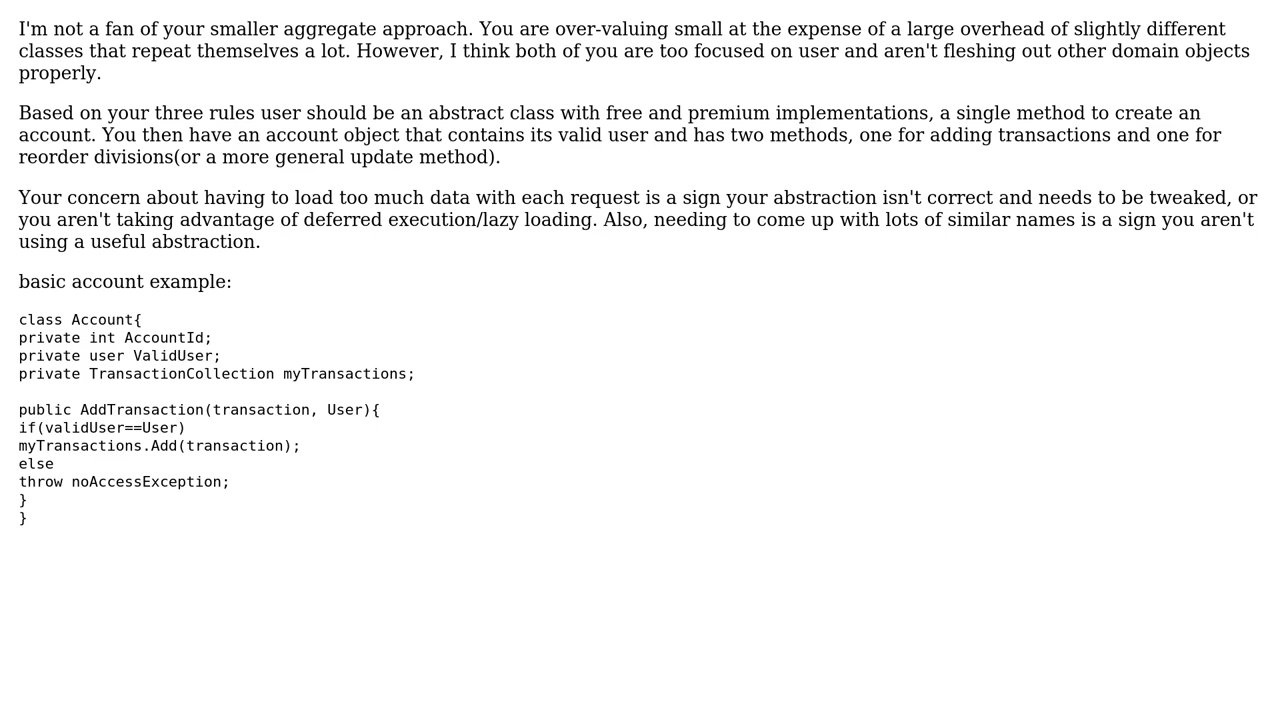 I'm not a fan of your smaller aggregate approach. You are over-valuing small at the expense of a large overhead of slightly different
classes that repeat themselves a lot. However, I think both of you are too focused on user and aren't fleshing out other domain objects
properly.
Based on your three rules user should be an abstract class with free and premium implementations, a single method to create an
account. You then have an account object that contains its valid user and has two methods, one for adding transactions and one for
reorder divisions(or a more general update method).
Your concern about having to load too much data with each request is a sign your abstraction isn't correct and needs to be tweaked, or
you aren't taking advantage of deferred execution/lazy loading. Also, needing to come up with lots of similar names is a sign you aren't
using a useful abstraction.
basic account example:
class Account{
private int AccountId;
private user ValidUser;
private TransactionCollection myTransactions;
public AddTransaction(transaction, User){
if(validUser==User)
myTransactions.Add(transaction);
else
throw noAccessException;
}
}